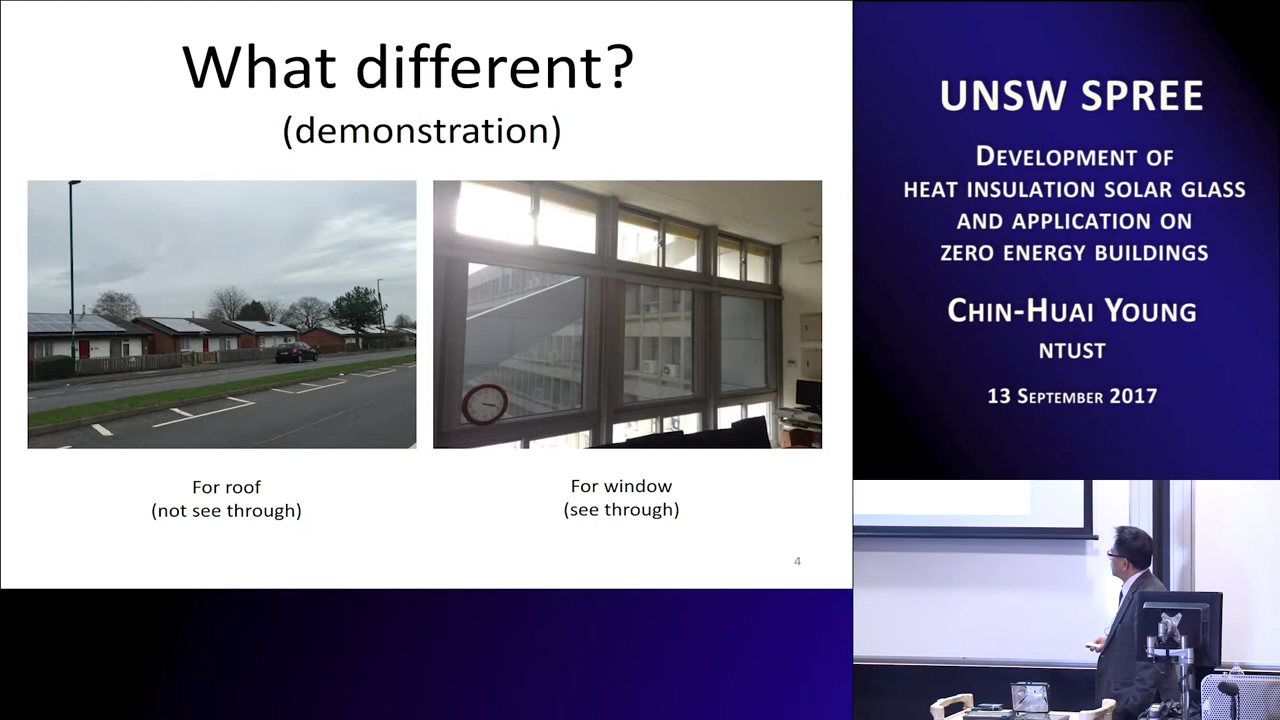 What different?
(demonstration)
For roof
(not see through)
For window
(see through)
4
UNSW SPREE
DEVELOPMENT OF
HEAT INSULATION SOLAR GLASS
AND APPLICATION ON
ZERO ENERGY BUILDINGS
CHIN-HUAI YOUNG
NTUST
13 SEPTEMBER 2017